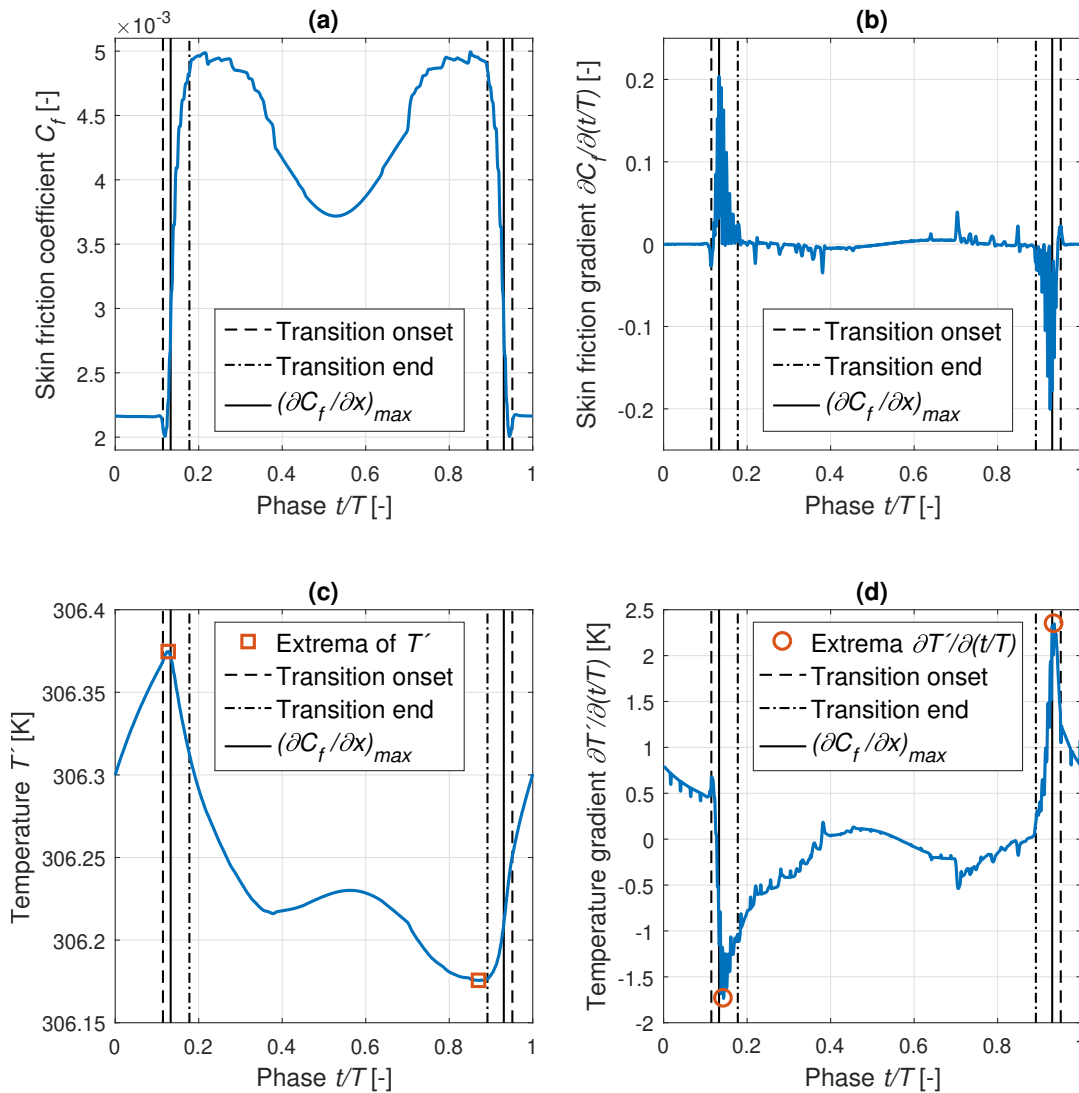 (a)
×10⁻³
5
4.5
4
3.5
3
2.5
2
Skin friction coefficient C_f [-]
Transition onset
Transition end
(∂C_f /∂x)_max
0 0.2 0.4 0.6 0.8 1
Phase t/T [-]
(b)
0.2
0.1
0
-0.1
-0.2
Skin friction gradient ∂C_f/∂(t/T) [-]
Transition onset
Transition end
(∂C_f /∂x)_max
0 0.2 0.4 0.6 0.8 1
Phase t/T [-]
(c)
306.4
306.35
306.3
306.25
306.2
306.15
Temperature T´ [K]
Extrema of T´
Transition onset
Transition end
(∂C_f /∂x)_max
0 0.2 0.4 0.6 0.8 1
Phase t/T [-]
(d)
2.5
2
1.5
1
0.5
0
-0.5
-1
-1.5
-2
Temperature gradient ∂T´/∂(t/T) [K]
Extrema ∂T´/∂(t/T)
Transition onset
Transition end
(∂C_f /∂x)_max
0 0.2 0.4 0.6 0.8 1
Phase t/T [-]